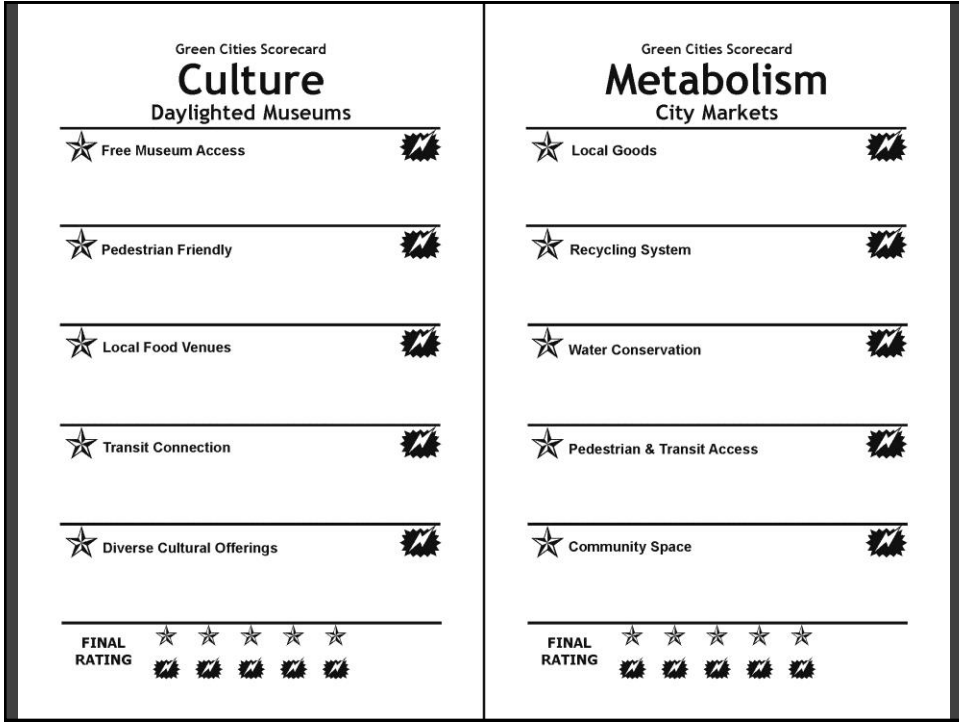 Green Cities Scorecard
Culture
Daylighted Museums
Free Museum Access
Pedestrian Friendly
Local Food Venues
Transit Connection
Diverse Cultural Offerings
FINAL
RATING
Green Cities Scorecard
Metabolism
City Markets
Local Goods
Recycling System
Water Conservation
Pedestrian & Transit Access
Community Space
FINAL
RATING